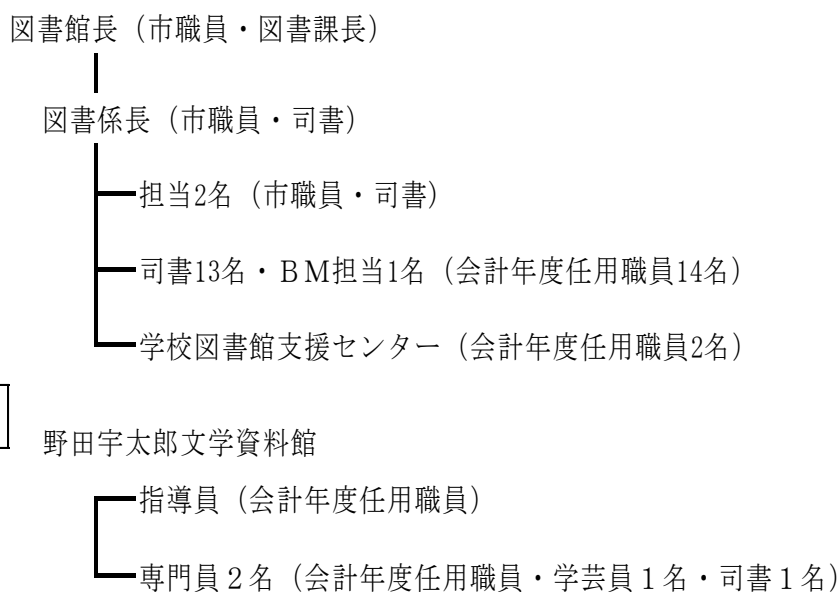 図書館長（市職員・図書課長）
図書係長（市職員・司書）
担当2名（市職員・司書）
司書13名・ＢＭ担当1名（会計年度任用職員14名）
学校図書館支援センター（会計年度任用職員2名）
野田宇太郎文学資料館
指導員（会計年度任用職員）
専門員２名（会計年度任用職員・学芸員１名・司書１名）